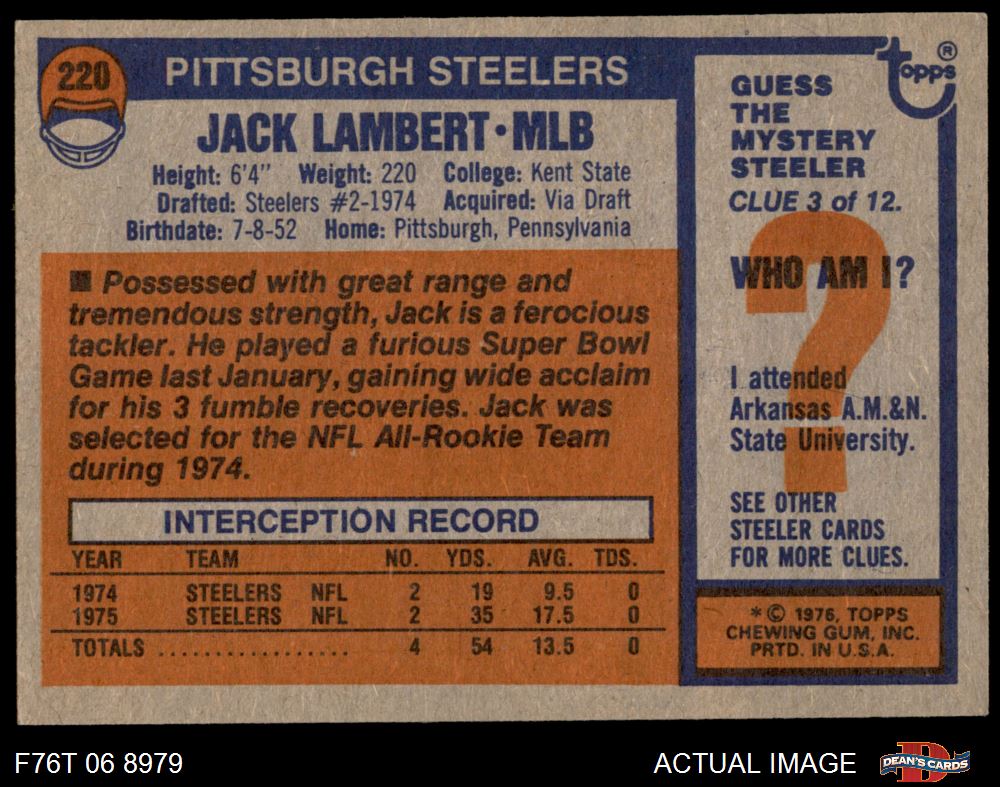 220
PITTSBURGH STEELERS
JACK LAMBERT • MLB
Height: 6'4" Weight: 220 College: Kent State
Drafted: Steelers #2-1974 Acquired: Via Draft
Birthdate: 7-8-52 Home: Pittsburgh, Pennsylvania
■ Possessed with great range and
tremendous strength, Jack is a ferocious
tackler. He played a furious Super Bowl
Game last January, gaining wide acclaim
for his 3 fumble recoveries. Jack was
selected for the NFL All-Rookie Team
during 1974.
INTERCEPTION RECORD
YEAR TEAM NO. YDS. AVG. TDS.
1974 STEELERS NFL 2 19 9.5 0
1975 STEELERS NFL 2 35 17.5 0
TOTALS .................. 4 54 13.5 0
topps ®
GUESS
THE
MYSTERY
STEELER
CLUE 3 of 12.
WHO AM I?
?
I attended
Arkansas A.M.&N.
State University.
SEE OTHER
STEELER CARDS
FOR MORE CLUES.
*© 1976, TOPPS
CHEWING GUM, INC.
PRTD. IN U.S.A.
F76T 06 8979
ACTUAL IMAGE
D
DEAN'S CARDS